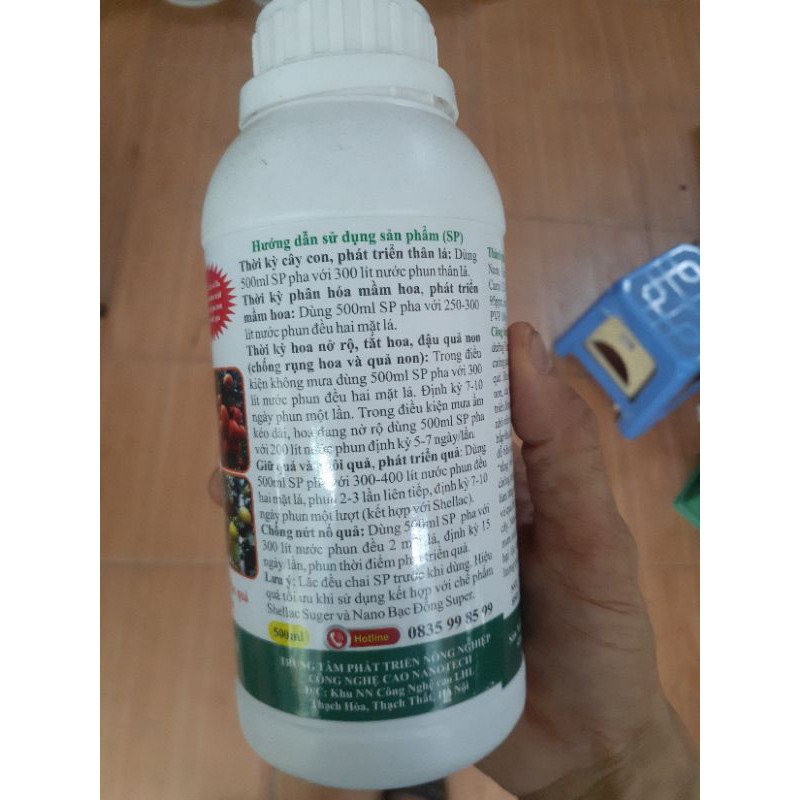 Hướng dẫn sử dụng sản phẩm (SP)
Thời kỳ cây con, phát triển thân lá: Dùng
500ml SP pha với 300 lít nước phun thân lá.
Thời kỳ phân hóa mầm hoa, phát triển
mầm hoa: Dùng 500ml SP pha với 250-300
lít nước phun đều hai mặt lá.
Thời kỳ hoa nở rộ, tắt hoa, đậu quả non
(chống rụng hoa và quả non): Trong điều
kiện không mưa dùng 500ml SP pha với 300
lít nước phun đều hai mặt lá. Định kỳ 7-10
ngày phun một lần. Trong điều kiện mưa ẩm
kéo dài, hoa đang nở rộ dùng 500ml SP pha
với 200 lít nước phun định kỳ 5-7 ngày/lần.
Giữ quả và nuôi quả, phát triển quả: Dùng
500ml SP pha với 300-400 lít nước phun đều
hai mặt lá, phun 2-3 lần liên tiếp, định kỳ 7-10
ngày phun một lượt (kết hợp với Shellac).
Chống nứt nổ quả: Dùng 500ml SP pha với
300 lít nước phun đều 2 mặt lá, định kỳ 15
ngày/lần, phun thời điểm phát triển quả.
Lưu ý: Lắc đều chai SP trước khi dùng. Hiệu
quả tối ưu khi sử dụng kết hợp với chế phẩm
Shellac Suger và Nano Bạc Đồng Super.
500 ml Hotline 0835 99 85 99
TRUNG TÂM PHÁT TRIỂN NÔNG NGHIỆP
CÔNG NGHỆ CAO NANOTECH
Đ/C: Khu NN Công Nghệ cao LHL
Thạch Hòa, Thạch Thất, Hà Nội
quả
PVP